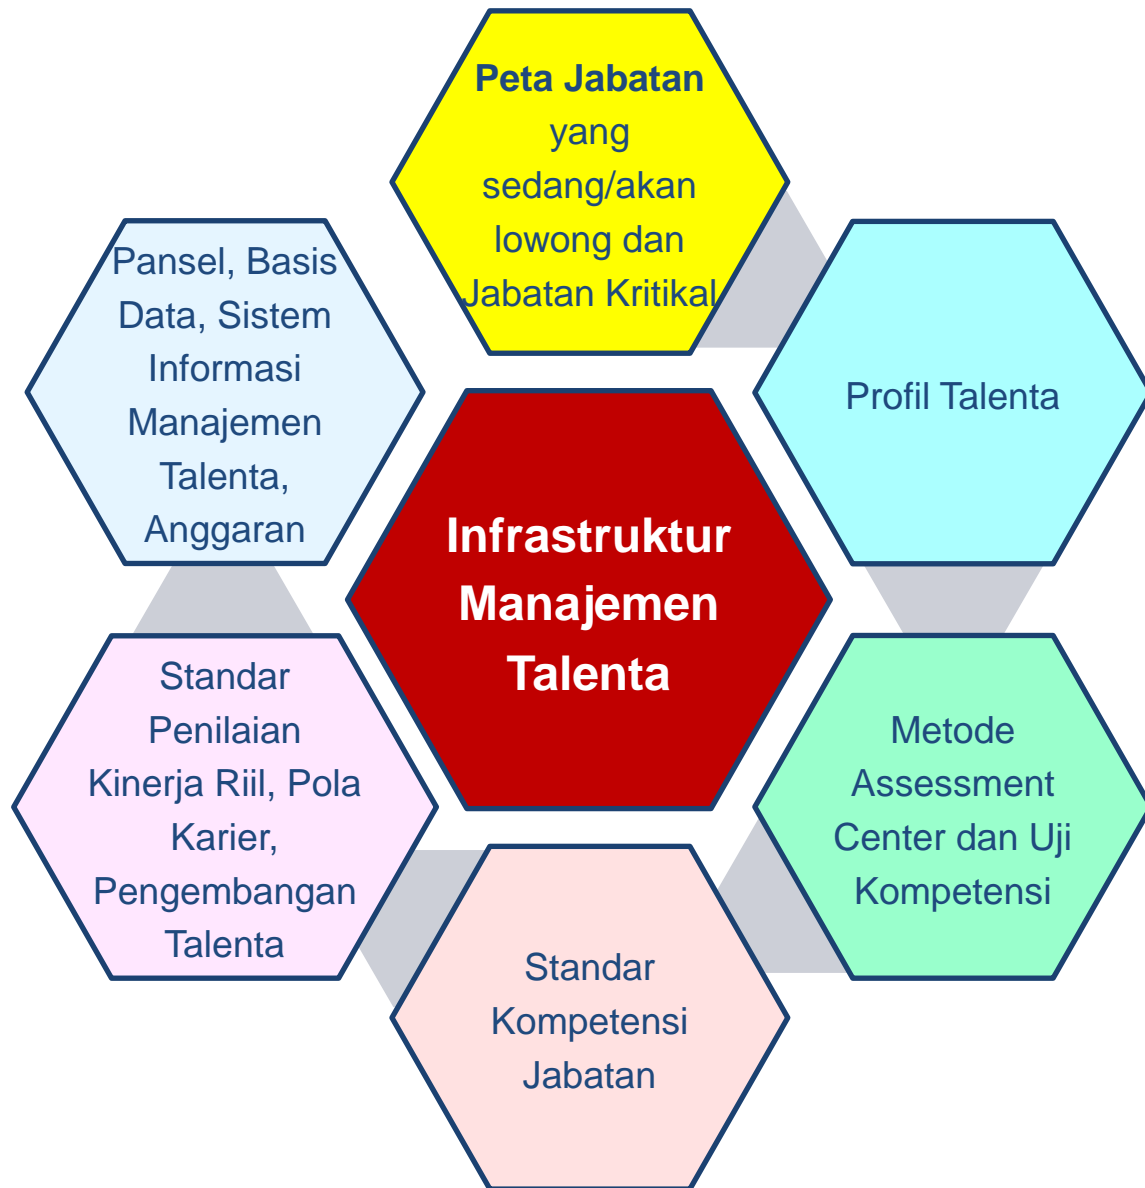 Peta Jabatan
yang
sedang/akan
lowong dan
Jabatan Kritikal
Profil Talenta
Metode
Assessment
Center dan Uji
Kompetensi
Standar
Kompetensi
Jabatan
Standar
Penilaian
Kinerja Riil, Pola
Karier,
Pengembangan
Talenta
Pansel, Basis
Data, Sistem
Informasi
Manajemen
Talenta,
Anggaran
Infrastruktur
Manajemen
Talenta